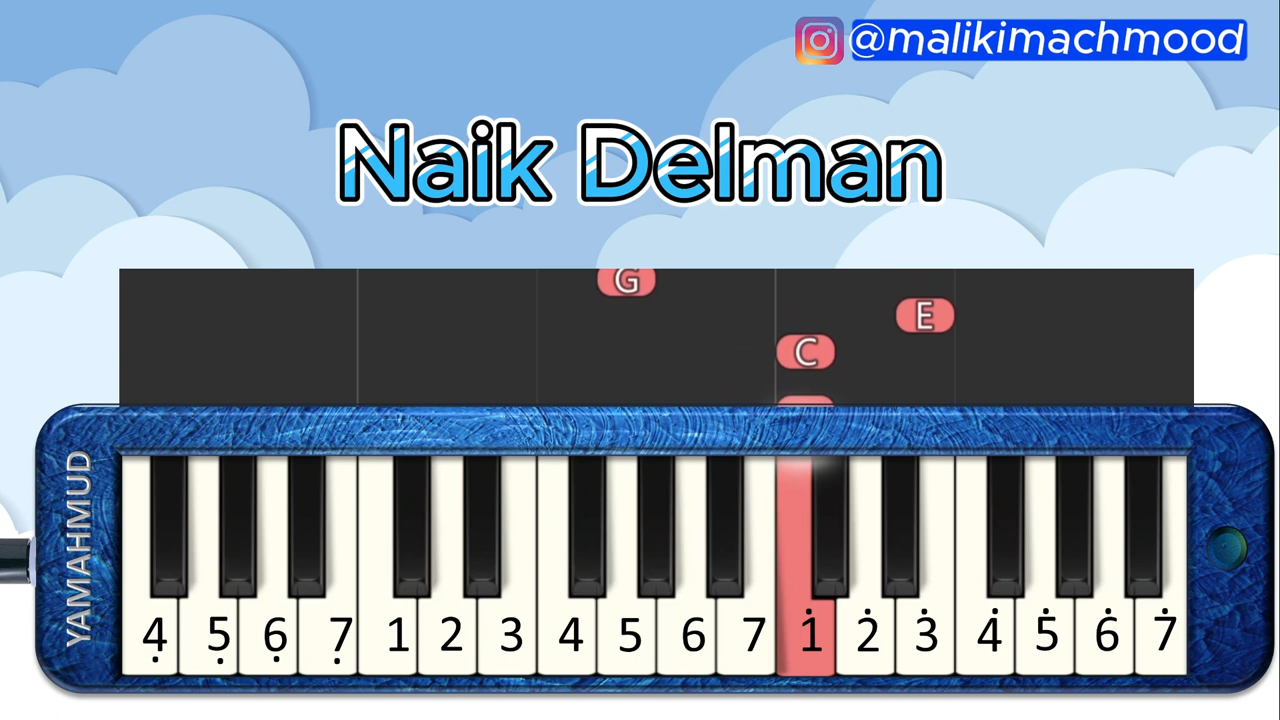 @malikimachmood
Naik Delman
G
E
C
YAMAHMUD
4̣ 5̣ 6̣ 7̣ 1 2 3 4 5 6 7 1̇ 2̇ 3̇ 4̇ 5̇ 6̇ 7̇